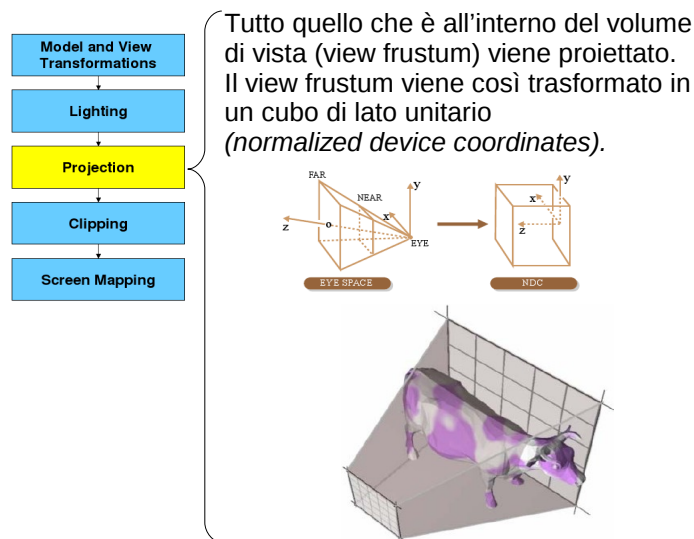 Model and View
Transformations
Lighting
Projection
Clipping
Screen Mapping
Tutto quello che è all’interno del volume
di vista (view frustum) viene proiettato.
Il view frustum viene così trasformato in
un cubo di lato unitario
(normalized device coordinates).
FAR
NEAR
y
x
z
o
EYE
EYE SPACE
y
x
z
NDC